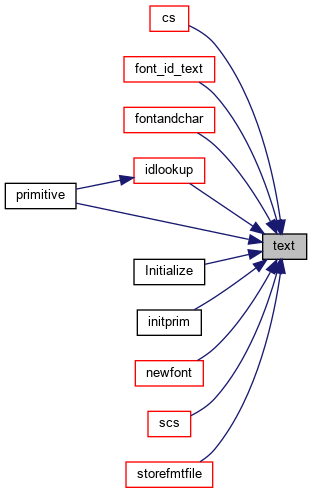 cs
font_id_text
fontandchar
idlookup
primitive
text
Initialize
initprim
newfont
scs
storefmtfile